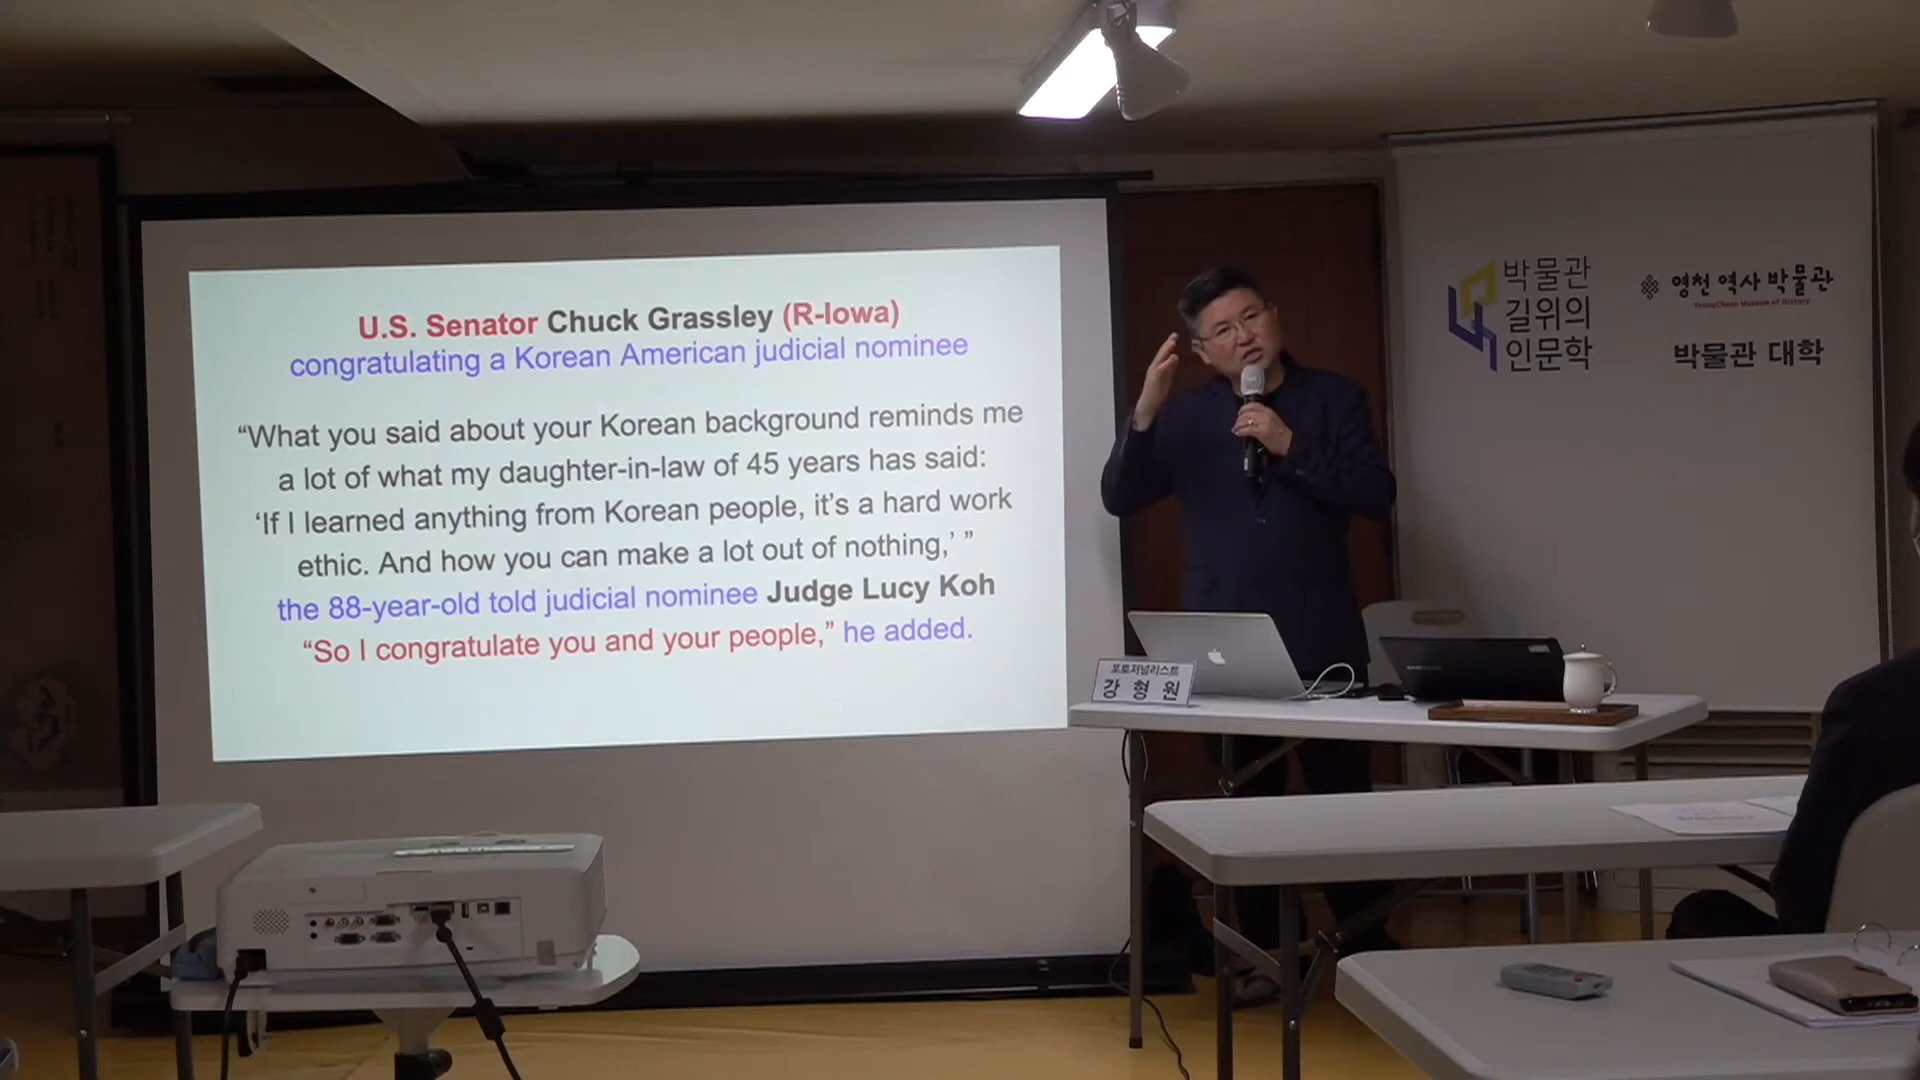 U.S. Senator Chuck Grassley (R-Iowa)
congratulating a Korean American judicial nominee
“What you said about your Korean background reminds me
a lot of what my daughter-in-law of 45 years has said:
‘If I learned anything from Korean people, it’s a hard work
ethic. And how you can make a lot out of nothing,’ ”
the 88-year-old told judicial nominee Judge Lucy Koh
“So I congratulate you and your people,” he added.
박물관
길위의
인문학
영천 역사 박물관
YeongCheon Museum of History
박물관 대학
포토저널리스트
강 형 원
SAMSUNG